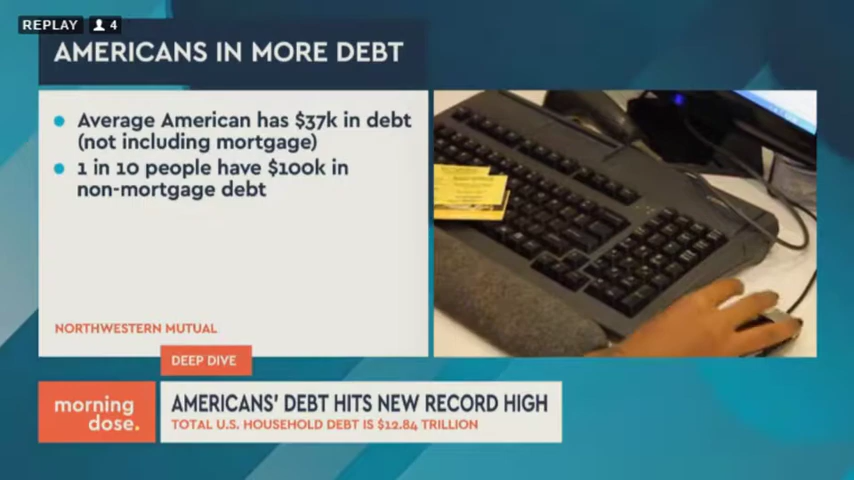 REPLAY 4
AMERICANS IN MORE DEBT
Average American has $37k in debt
(not including mortgage)
1 in 10 people have $100k in
non-mortgage debt
NORTHWESTERN MUTUAL
DEEP DIVE
morning
dose.
AMERICANS' DEBT HITS NEW RECORD HIGH
TOTAL U.S. HOUSEHOLD DEBT IS $12.84 TRILLION